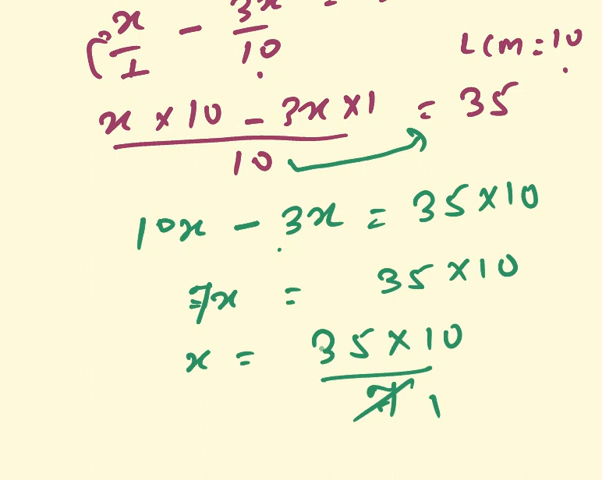 x/1 - 3x/10 =
LCM = 10
x × 10 - 3x × 1 / 10 = 35
10x - 3x = 35 × 10
7x = 35 × 10
x = 35 × 10 / 7 1